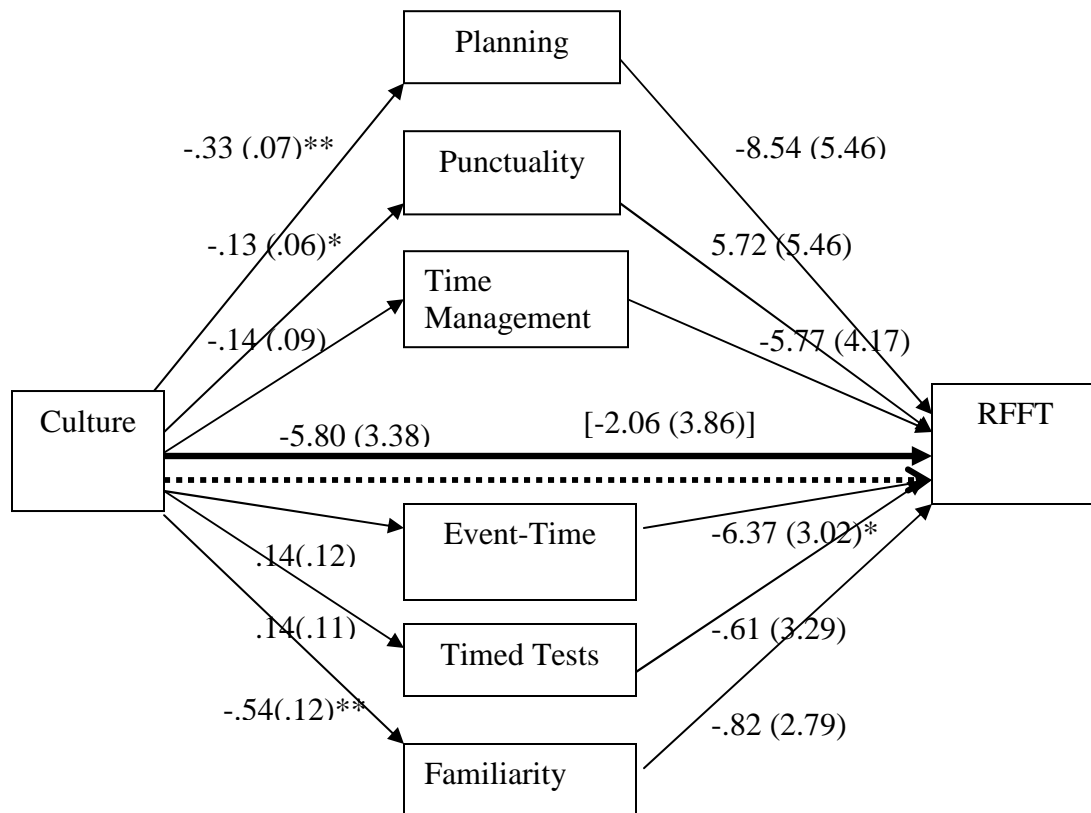 Planning
-.33 (.07)**
-8.54 (5.46)
Punctuality
-.13 (.06)*
5.72 (5.46)
Time
Management
-.14 (.09)
-5.77 (4.17)
Culture
RFFT
-5.80 (3.38)
[-2.06 (3.86)]
Event-Time
-6.37 (3.02)*
.14(.12)
.14(.11)
Timed Tests
-.61 (3.29)
-.54(.12)**
-.82 (2.79)
Familiarity